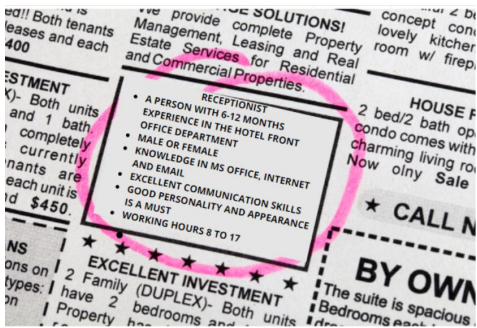 ed!! Both tenants
leases and each
400
SE SOLUTIONS!
We provide complete Property
Management, Leasing and Real
Estate Services for Residential
and Commercial Properties.
2 be
concept con
lovely kitchen
room w/ firep
ESTMENT
X)- Both units
and 1 bath
completely
currently
nants are
each unit is
$450.
RECEPTIONIST
• A PERSON WITH 6-12 MONTHS
EXPERIENCE IN THE HOTEL FRONT
OFFICE DEPARTMENT
• MALE OR FEMALE
• KNOWLEDGE IN MS OFFICE, INTERNET
AND EMAIL
• EXCELLENT COMMUNICATION SKILLS
• GOOD PERSONALITY AND APPEARANCE
IS A MUST
• WORKING HOURS 8 TO 17
HOUSE F
2 bed/2 bath op
condo comes with
charming living ro
Now olny Sale
★ CALL N
NS
ons on
types:
on
★ ★ ★ ★ ★ ★ ★
EXCELLENT INVESTMENT
2 Family (DUPLEX)- Both units
have 2 bedrooms and
Property has
BY OWN
The suite is spacious
Bedrooms each